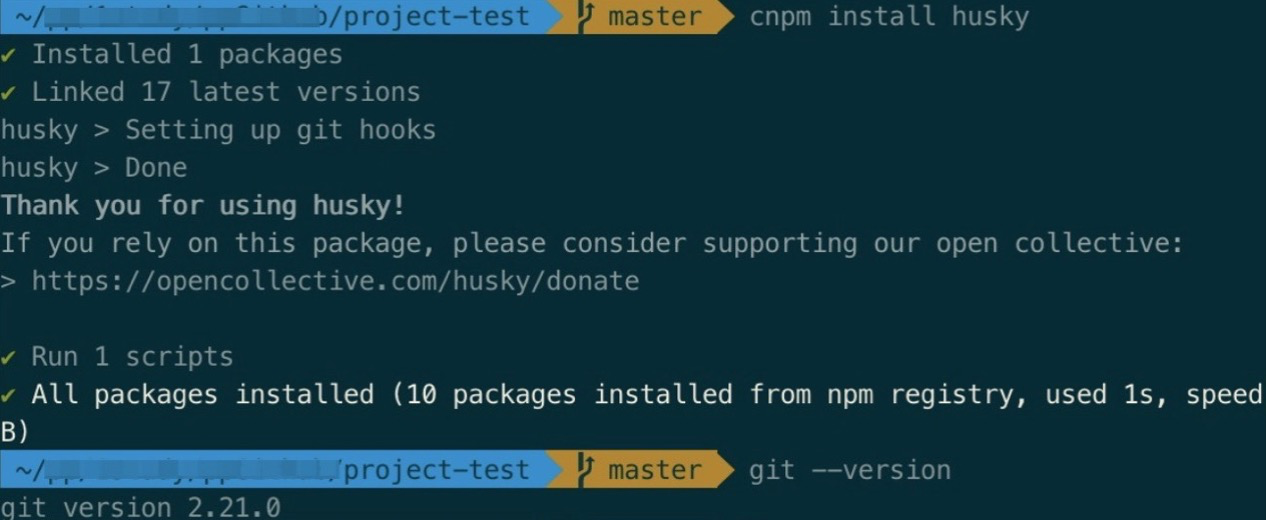 /project-test master cnpm install husky
✔ Installed 1 packages
✔ Linked 17 latest versions
husky > Setting up git hooks
husky > Done
Thank you for using husky!
If you rely on this package, please consider supporting our open collective:
> https://opencollective.com/husky/donate
✔ Run 1 scripts
✔ All packages installed (10 packages installed from npm registry, used 1s, speed
B)
/project-test master git --version
git version 2.21.0